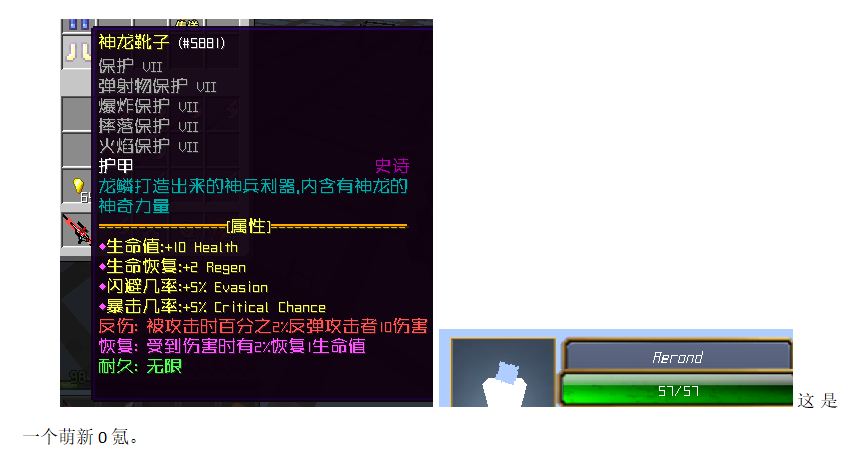 神龙靴子 (#5881)
保护 VII
弹射物保护 VII
爆炸保护 VII
摔落保护 VII
火焰保护 VII
护甲 史诗
龙鳞打造出来的神兵利器,内含有神龙的
神奇力量
[属性]
◆生命值:+10 Health
◆生命恢复:+2 Regen
◆闪避几率:+5% Evasion
◆暴击几率:+5% Critical Chance
反伤: 被攻击时百分之2%反弹攻击者10伤害
恢复: 受到伤害时有2%恢复1生命值
耐久: 无限
Aerond
57/57
这 是
一个萌新 0 氪。